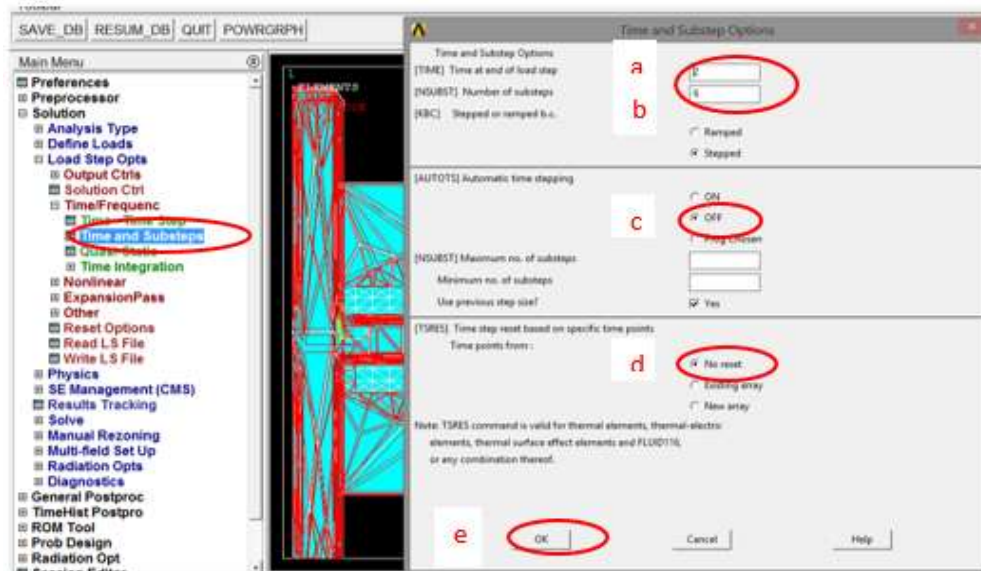 SAVE_DB RESUM_DB QUIT POWRGRPH
Main Menu
Preferences
Preprocessor
Solution
Analysis Type
Define Loads
Load Step Opts
Output Ctrls
Solution Ctrl
Time/Frequenc
Time - Time Step
Time and Substeps
Quasi-Static
Time Integration
Nonlinear
ExpansionPass
Other
Reset Options
Read LS File
Write LS File
Physics
SE Management (CMS)
Results Tracking
Solve
Manual Rezoning
Multi-field Set Up
Radiation Opts
Diagnostics
General Postproc
TimeHist Postpro
ROM Tool
Prob Design
Radiation Opt
1
ELEMENTS
Time and Substep Options
Time and Substep Options
[TIME] Time at end of load step
a
[NSUBST] Number of substeps
b
[KBC] Stepped or ramped b.c.
Ramped
Stepped
[AUTOTS] Automatic time stepping
ON
c
OFF
Prog Chosen
[NSUBST] Maximum no. of substeps
Minimum no. of substeps
Use previous step size?
Yes
[TSRES] Time step reset based on specific time points
Time points from :
d
No reset
Existing array
New array
Note: TSRES command is valid for thermal elements, thermal-electric
elements, thermal surface effect elements and FLUID116,
or any combination thereof.
e
OK
Cancel
Help